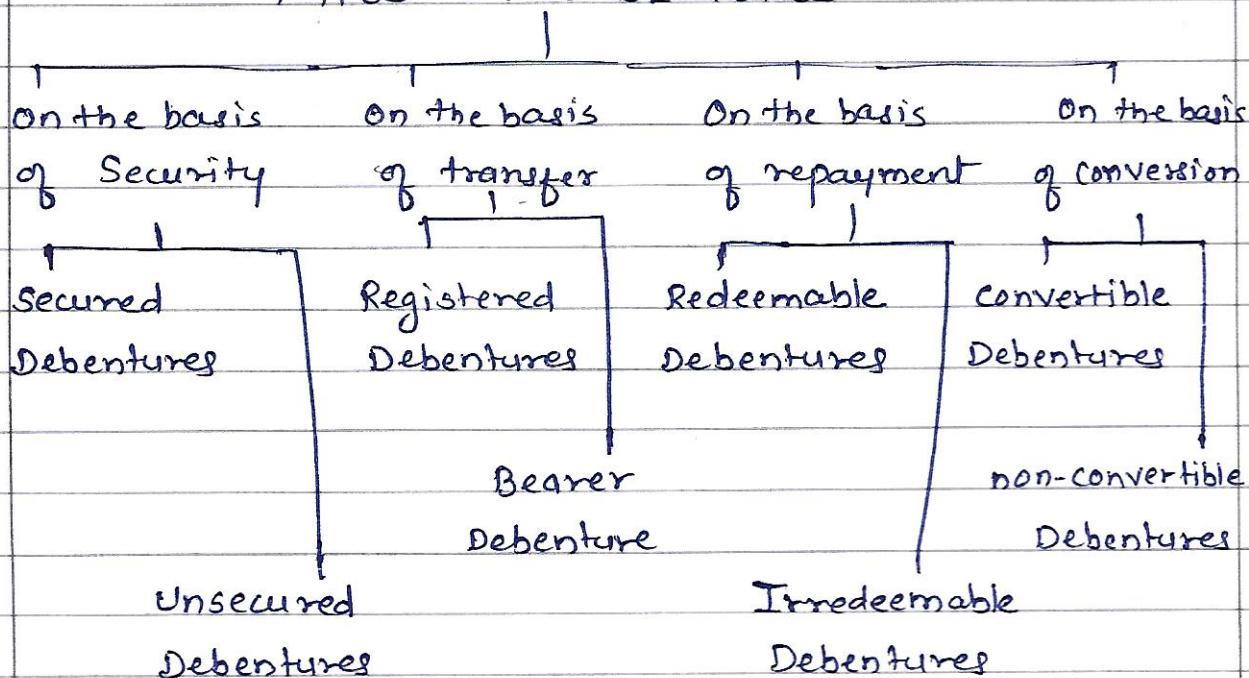 On the basis On the basis On the basis On the basis
of Security of transfer of repayment of conversion
Secured Registered Redeemable Convertible
Debentures Debentures Debentures Debentures
Bearer non-convertible
Debenture Debentures
Unsecured Irredeemable
Debentures Debentures